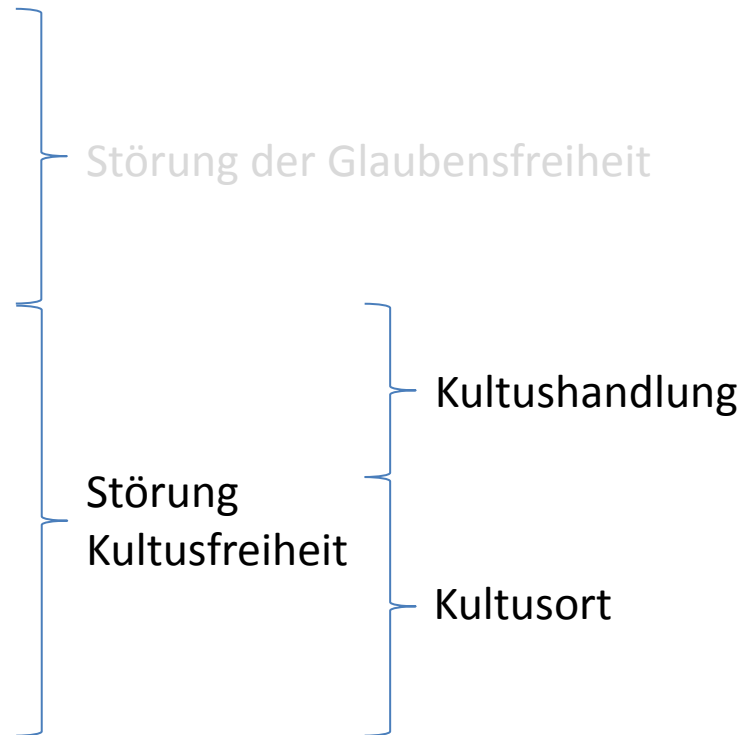 Störung der Glaubensfreiheit
Kultushandlung
Störung
Kultusfreiheit
Kultusort